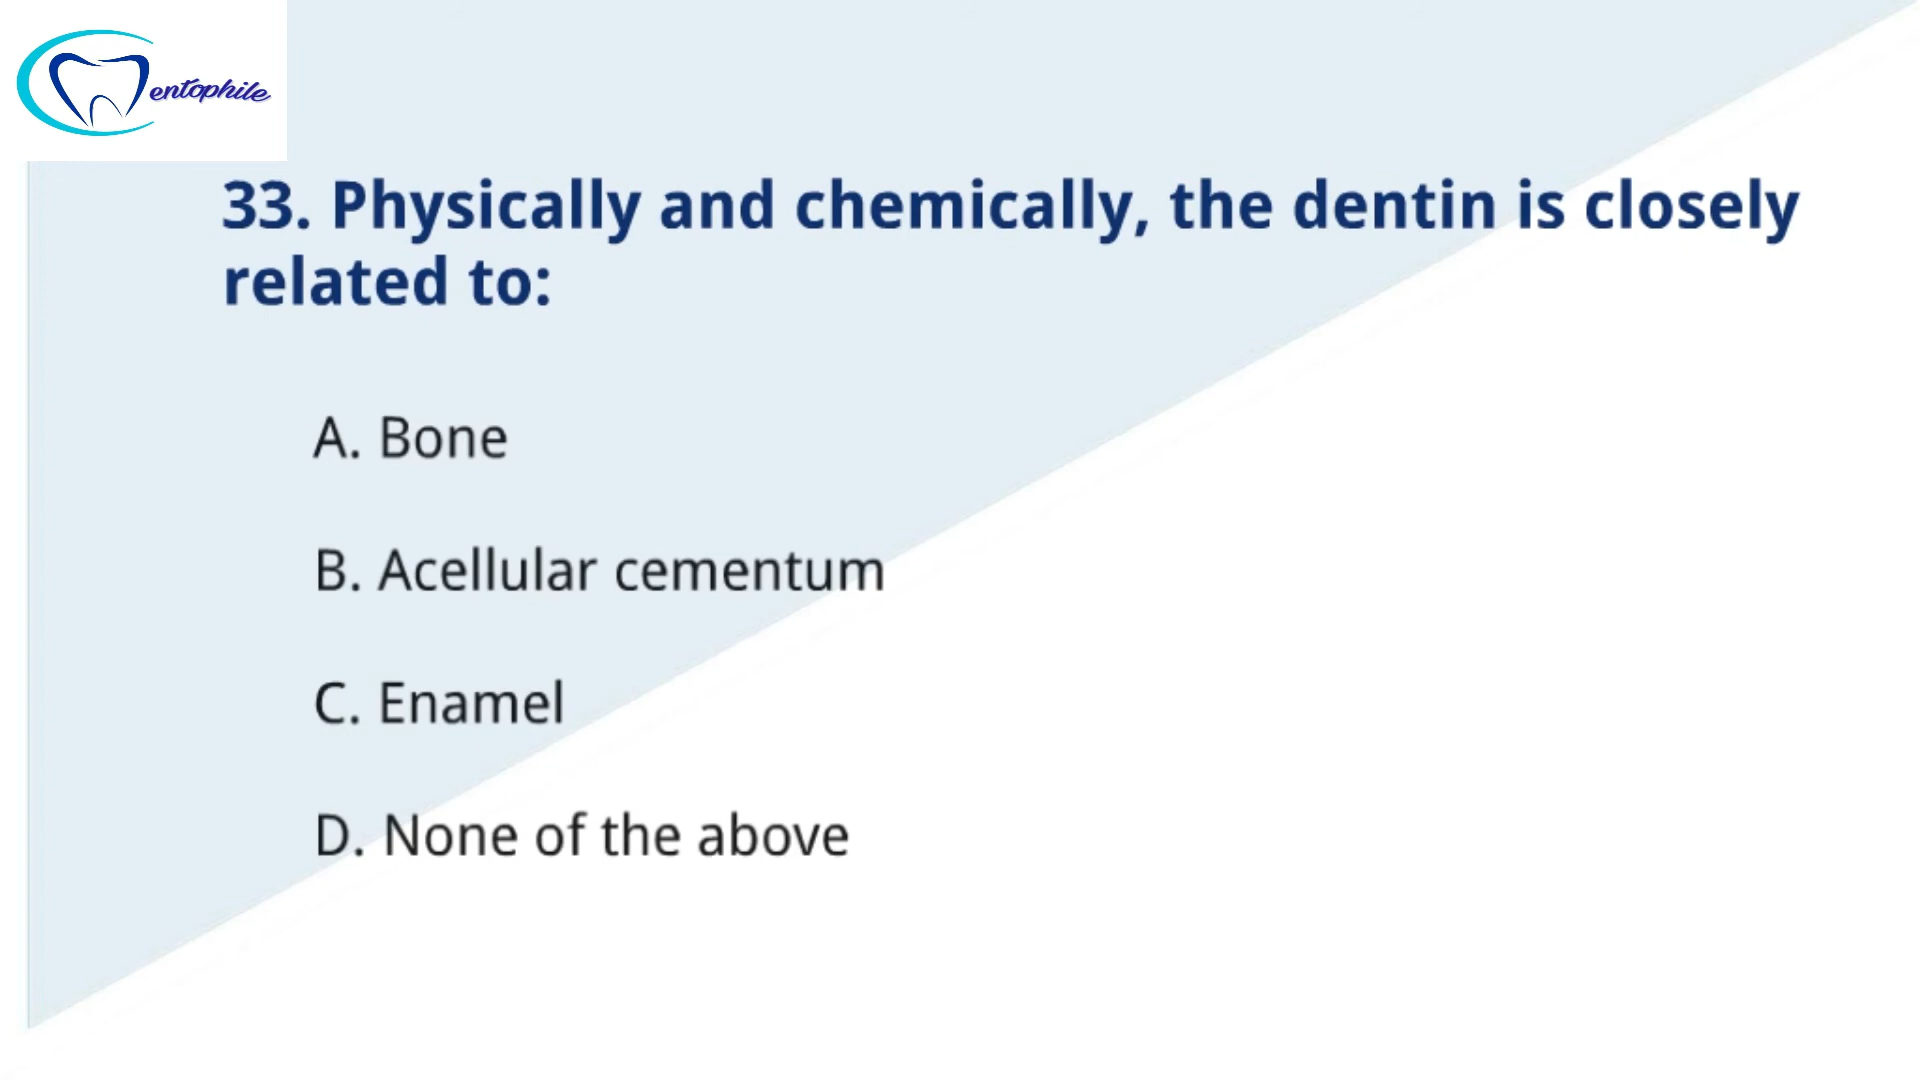 entophile
33. Physically and chemically, the dentin is closely
related to:
A. Bone
B. Acellular cementum
C. Enamel
D. None of the above